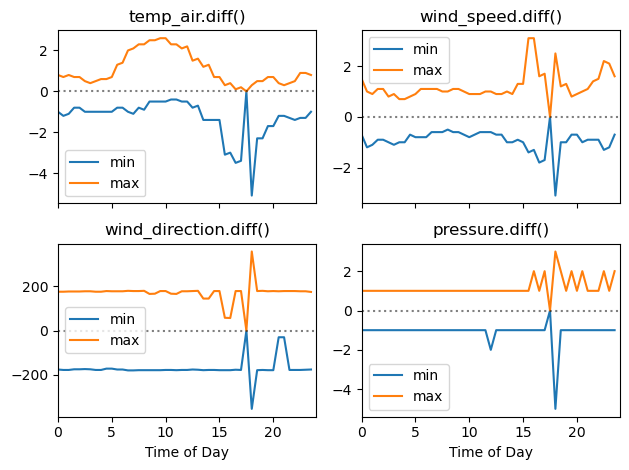 temp_air.diff()
2
0
−2
−4
min
max
wind_speed.diff()
2
0
−2
min
max
wind_direction.diff()
200
0
−200
min
max
0
5
10
15
20
Time of Day
pressure.diff()
2
0
−2
−4
min
max
0
5
10
15
20
Time of Day